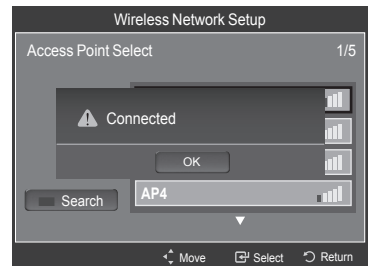 Wireless Network Setup
Access Point Select 1/5
Connected
OK
Search
AP4
Move Select Return